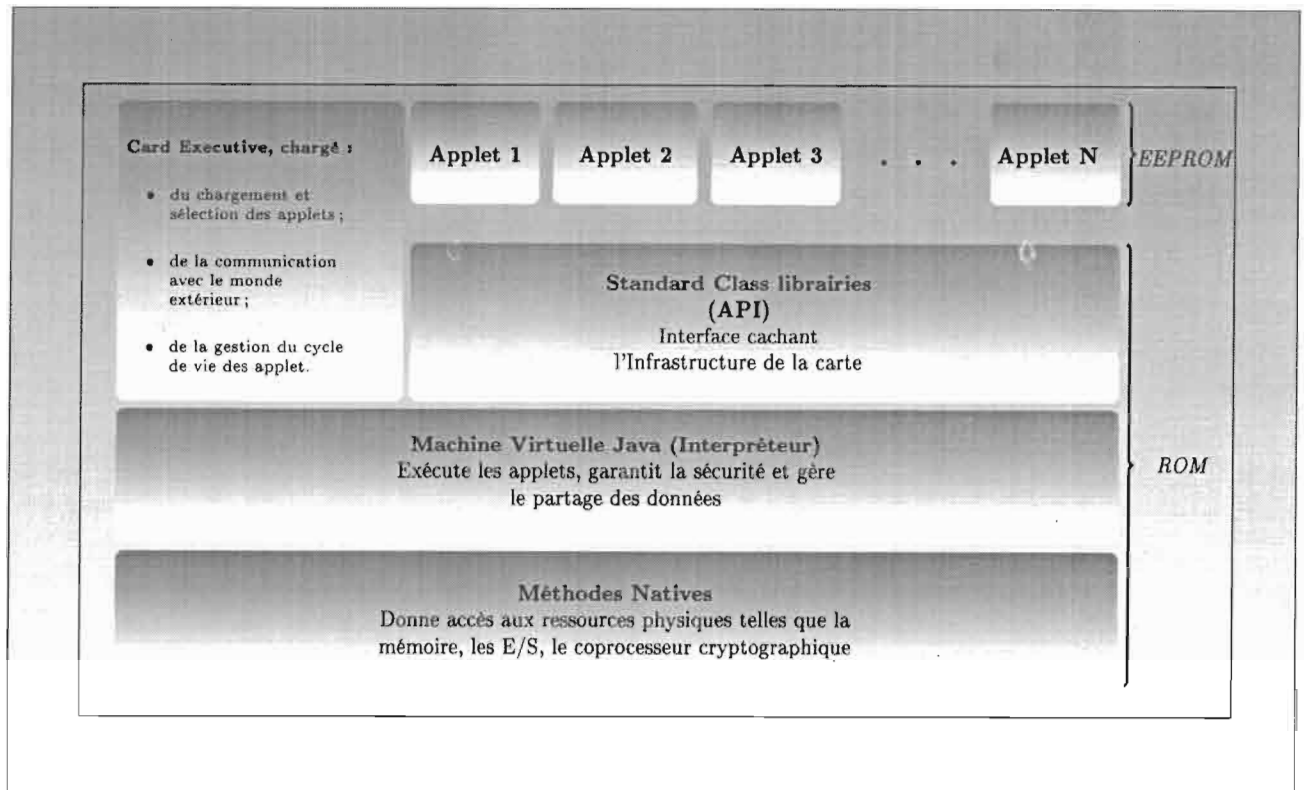 Card Executive, chargé :
• du chargement et
sélection des applets ;
• de la communication
avec le monde
extérieur ;
• de la gestion du cycle
de vie des applet.
Applet 1
Applet 2
Applet 3
. . .
Applet N
EEPROM
Standard Class librairies
(API)
Interface cachant
l'Infrastructure de la carte
Machine Virtuelle Java (Interpréteur)
Exécute les applets, garantit la sécurité et gère
le partage des données
ROM
Méthodes Natives
Donne accès aux ressources physiques telles que la
mémoire, les E/S, le coprocesseur cryptographique